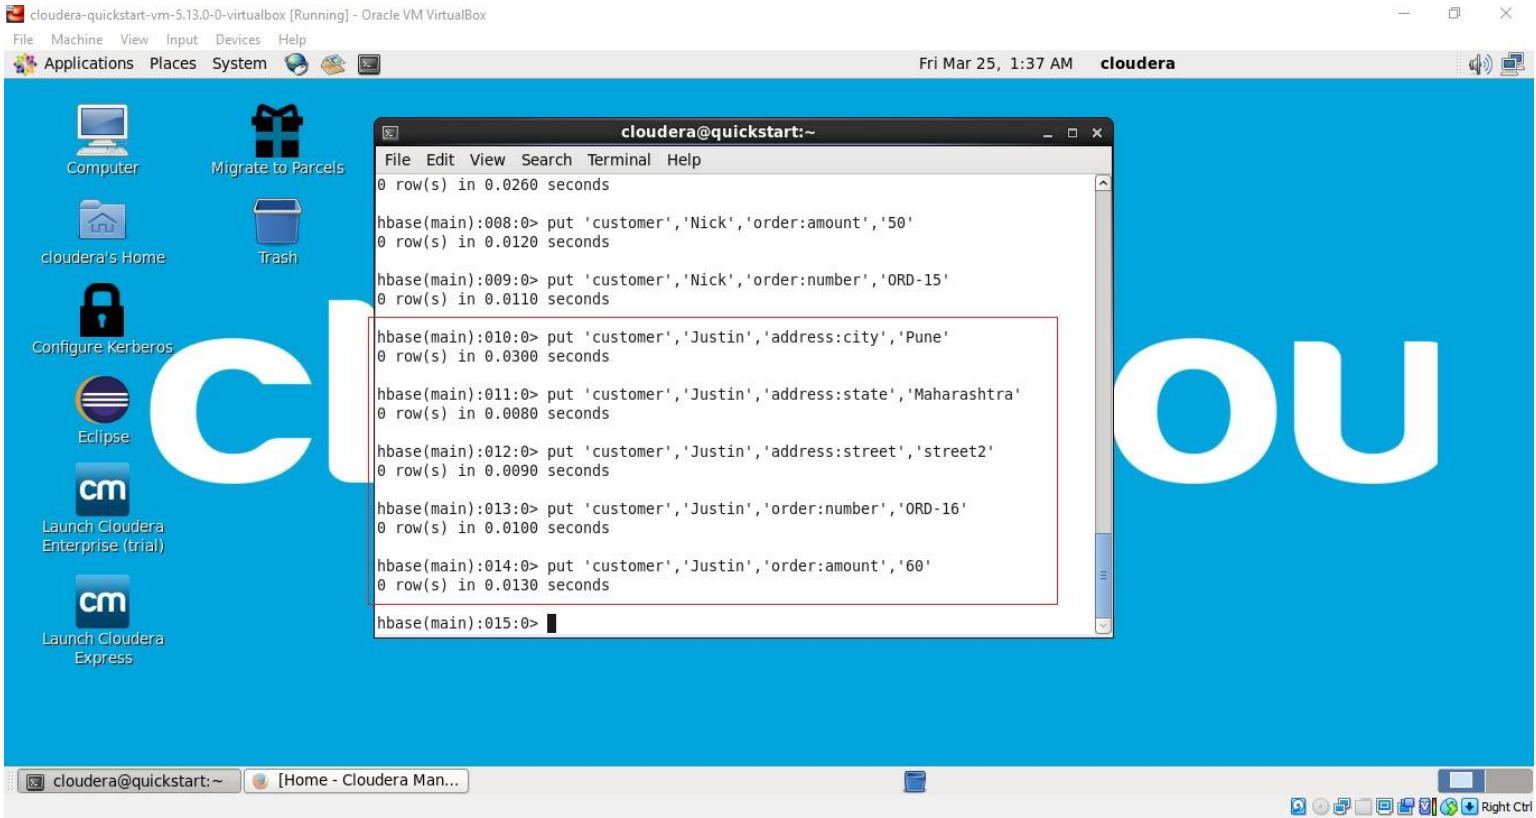 cloudera-quickstart-vm-5.13.0-0-virtualbox [Running] - Oracle VM VirtualBox
File Machine View Input Devices Help
Applications Places System Fri Mar 25, 1:37 AM cloudera
Computer
Migrate to Parcels
cloudera's Home
Trash
Configure Kerberos
Eclipse
cm
Launch Cloudera
Enterprise (trial)
cm
Launch Cloudera
Express
cl
ou
cloudera@quickstart:~
File Edit View Search Terminal Help
0 row(s) in 0.0260 seconds
hbase(main):008:0> put 'customer','Nick','order:amount','50'
0 row(s) in 0.0120 seconds
hbase(main):009:0> put 'customer','Nick','order:number','ORD-15'
0 row(s) in 0.0110 seconds
hbase(main):010:0> put 'customer','Justin','address:city','Pune'
0 row(s) in 0.0300 seconds
hbase(main):011:0> put 'customer','Justin','address:state','Maharashtra'
0 row(s) in 0.0080 seconds
hbase(main):012:0> put 'customer','Justin','address:street','street2'
0 row(s) in 0.0090 seconds
hbase(main):013:0> put 'customer','Justin','order:number','ORD-16'
0 row(s) in 0.0100 seconds
hbase(main):014:0> put 'customer','Justin','order:amount','60'
0 row(s) in 0.0130 seconds
hbase(main):015:0>
cloudera@quickstart:~
[Home - Cloudera Man...
Right Ctrl